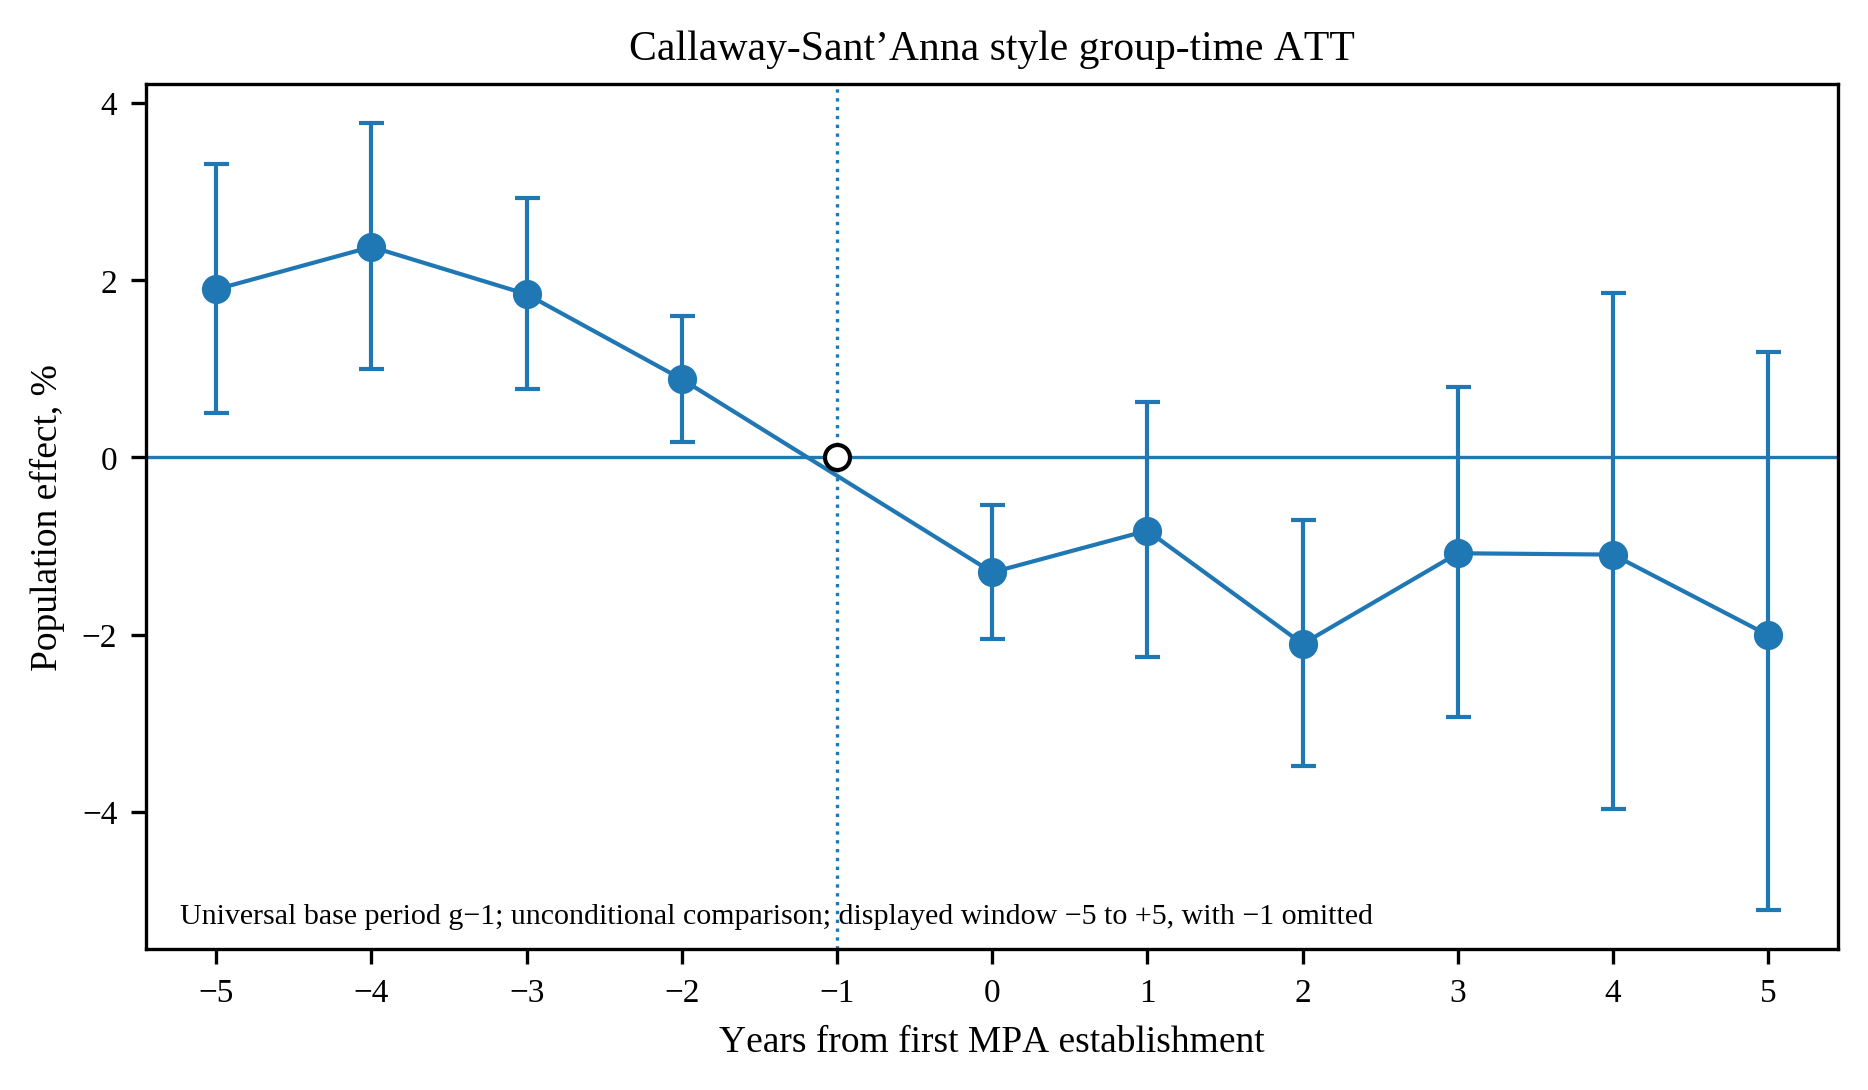 Callaway-Sant’Anna style group-time ATT
4
2
0
−2
−4
Population effect, %
Universal base period g−1; unconditional comparison; displayed window −5 to +5, with −1 omitted
−5 −4 −3 −2 −1 0 1 2 3 4 5
Years from first MPA establishment